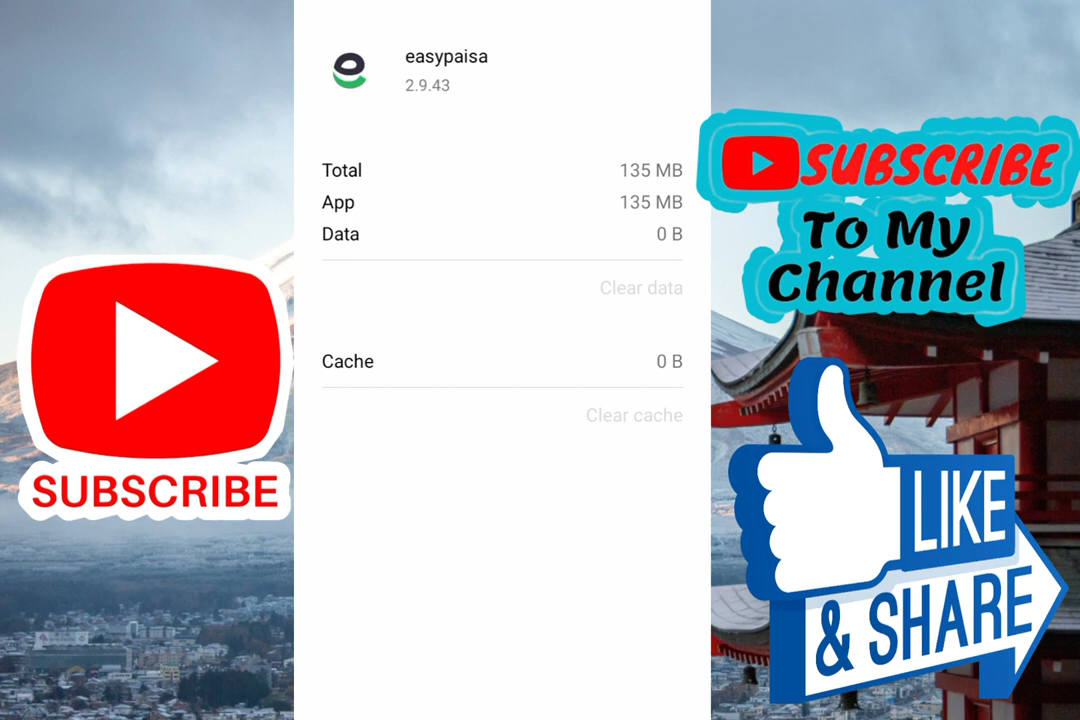 easypaisa
2.9.43
Total 135 MB
App 135 MB
Data 0 B
Clear data
Cache 0 B
Clear cache
SUBSCRIBE
SUBSCRIBE
To My
Channel
LIKE
& SHARE